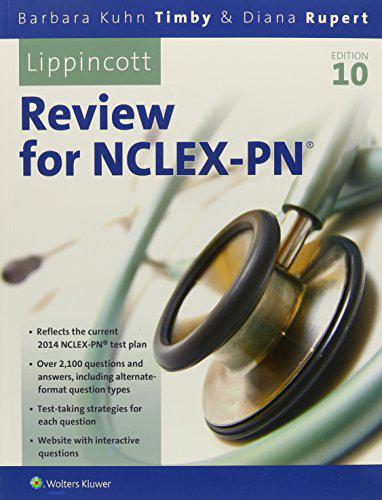 Barbara Kuhn Timby & Diana Rupert
Lippincott
EDITION
10
Review
for NCLEX-PN®
• Reflects the current
2014 NCLEX-PN® test plan
• Over 2,100 questions and
answers, including alternate-
format question types
• Test-taking strategies for
each question
• Website with interactive
questions
Wolters Kluwer
Health